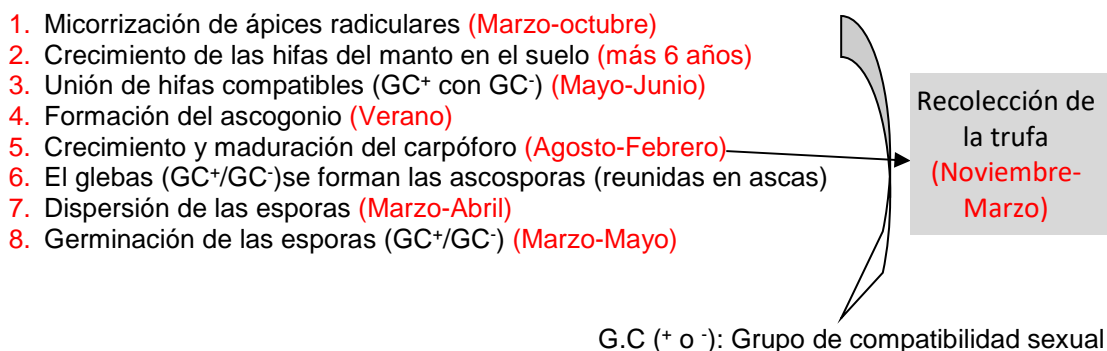 1. Micorrización de ápices radiculares (Marzo-octubre)
2. Crecimiento de las hifas del manto en el suelo (más 6 años)
3. Unión de hifas compatibles (GC⁺ con GC⁻) (Mayo-Junio)
4. Formación del ascogonio (Verano)
5. Crecimiento y maduración del carpóforo (Agosto-Febrero)
6. El glebas (GC⁺/GC⁻)se forman las ascosporas (reunidas en ascas)
7. Dispersión de las esporas (Marzo-Abril)
8. Germinación de las esporas (GC⁺/GC⁻) (Marzo-Mayo)
Recolección de
la trufa
(Noviembre-
Marzo)
G.C (⁺ o ⁻): Grupo de compatibilidad sexual